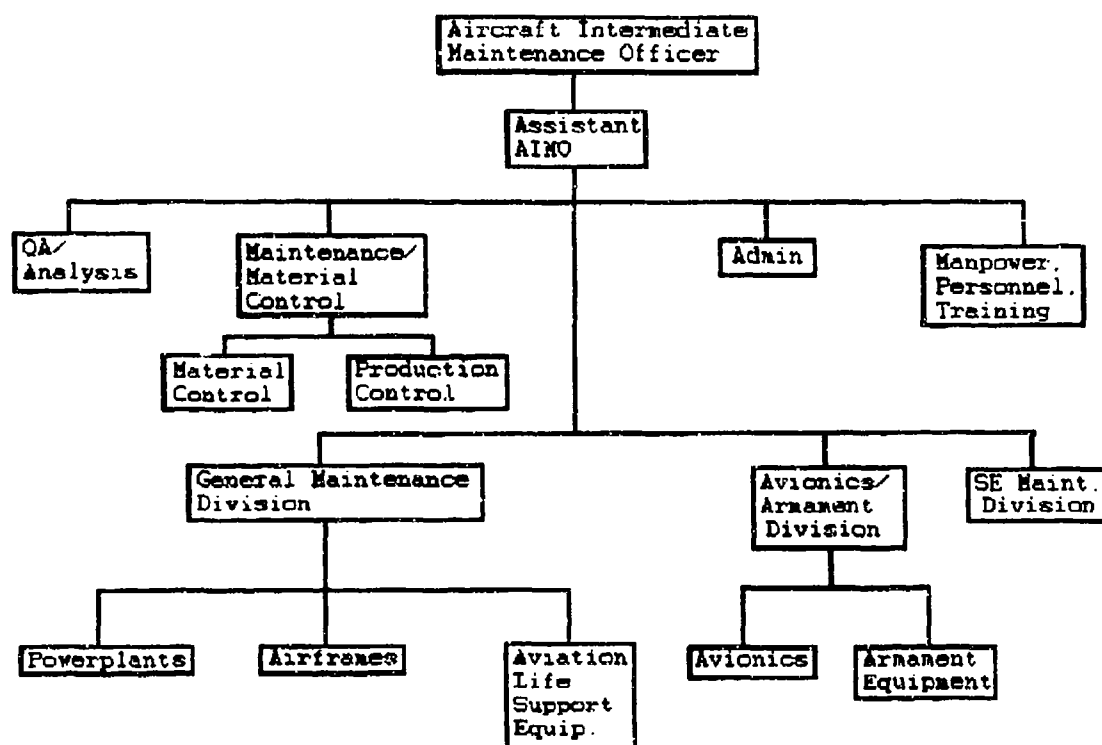 Aircraft Intermediate
Maintenance Officer
Assistant
AIMO
QA/
Analysis
Maintenance/
Material
Control
Admin
Manpower,
Personnel,
Training
Material
Control
Production
Control
General Maintenance
Division
Avionics/
Armament
Division
SE Maint.
Division
Powerplants
Airframes
Aviation
Life
Support
Equip.
Avionics
Armament
Equipment